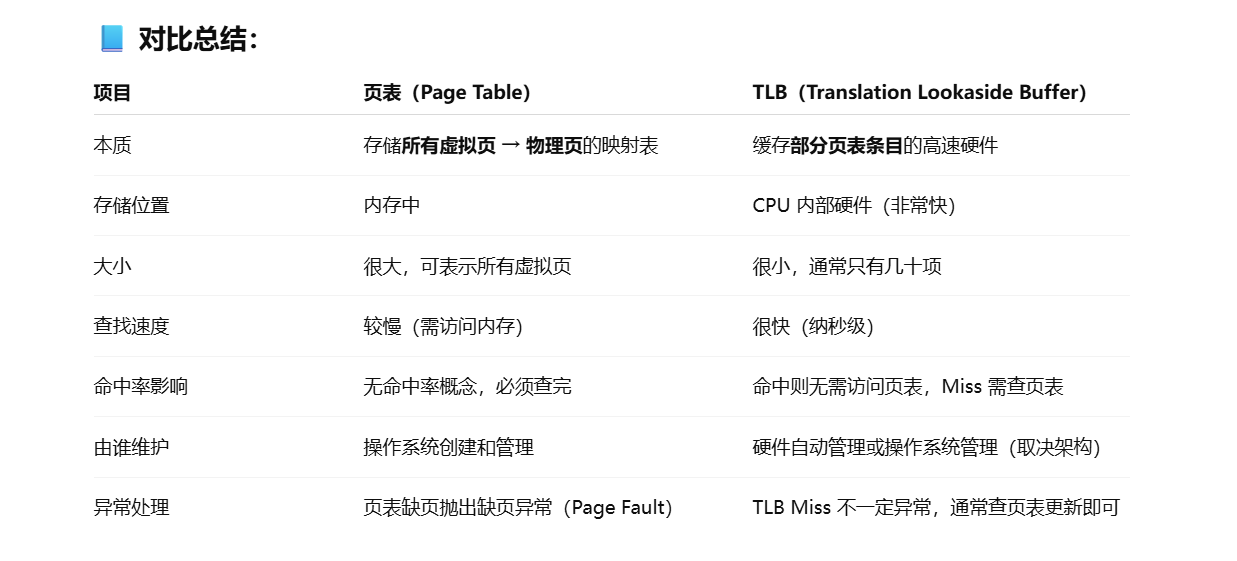 📘 对比总结：
项目 页表（Page Table） TLB（Translation Lookaside Buffer）
本质 存储所有虚拟页 → 物理页的映射表 缓存部分页表条目的高速硬件
存储位置 内存中 CPU 内部硬件（非常快）
大小 很大，可表示所有虚拟页 很小，通常只有几十项
查找速度 较慢（需访问内存） 很快（纳秒级）
命中率影响 无命中率概念，必须查完 命中则无需访问页表，Miss 需查页表
由谁维护 操作系统创建和管理 硬件自动管理或操作系统管理（取决架构）
异常处理 页表缺页抛出缺页异常（Page Fault） TLB Miss 不一定异常，通常查页表更新即可